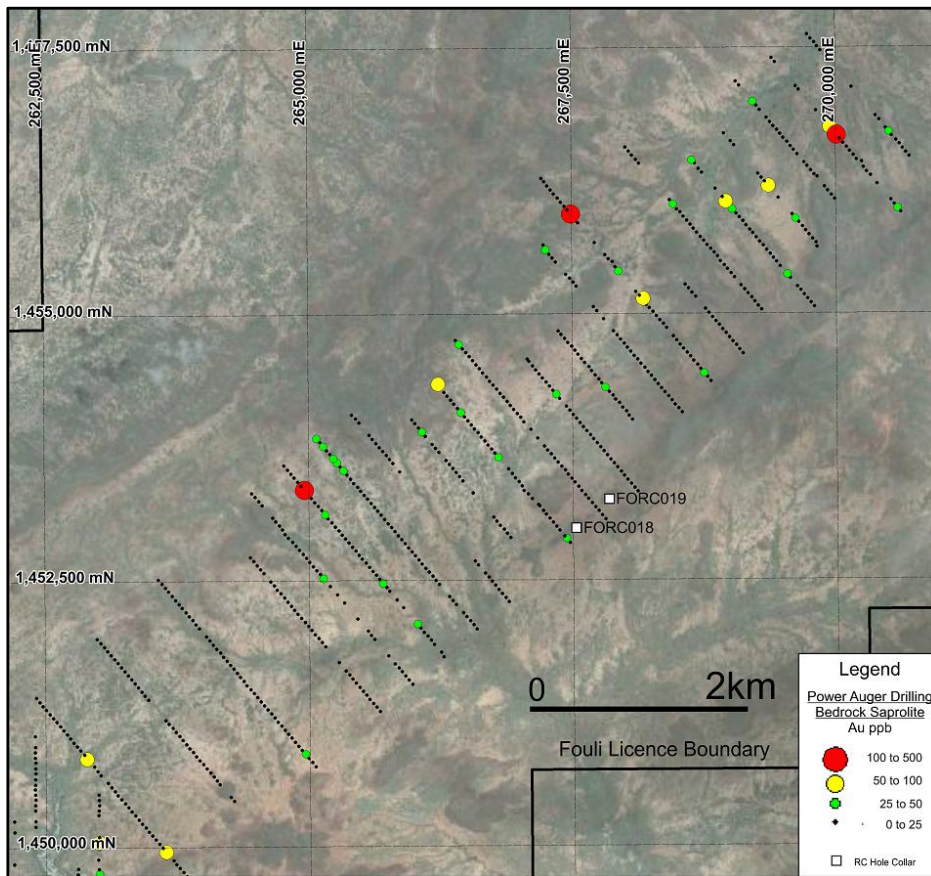 1,457,500 mN
262,500 mE
265,000 mE
267,500 mE
270,000 mE
1,455,000 mN
FORC019
FORC018
1,452,500 mN
0 2km
Fouli Licence Boundary
1,450,000 mN
Legend
Power Auger Drilling
Bedrock Saprolite
Au ppb
100 to 500
50 to 100
25 to 50
0 to 25
RC Hole Collar